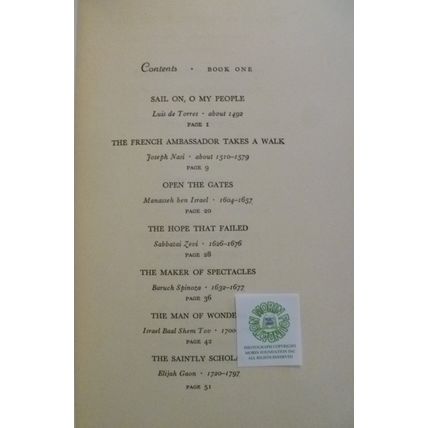 Contents · BOOK ONE
SAIL ON, O MY PEOPLE
Luis de Torres · about 1492
PAGE 1
THE FRENCH AMBASSADOR TAKES A WALK
Joseph Nasi · about 1510-1579
PAGE 9
OPEN THE GATES
Manasseh ben Israel · 1604-1657
PAGE 20
THE HOPE THAT FAILED
Sabbatai Zevi · 1626-1676
PAGE 28
THE MAKER OF SPECTACLES
Baruch Spinoza · 1632-1677
PAGE 36
THE MAN OF WONDE
Israel Baal Shem Tov · 1700
PAGE 42
THE SAINTLY SCHOLA
Elijah Gaon · 1720-1797
PAGE 51
MORIN FOUNDATION
PHOTOGRAPH COPYRIGHT
MORIN FOUNDATION INC
ALL RIGHTS RESERVED